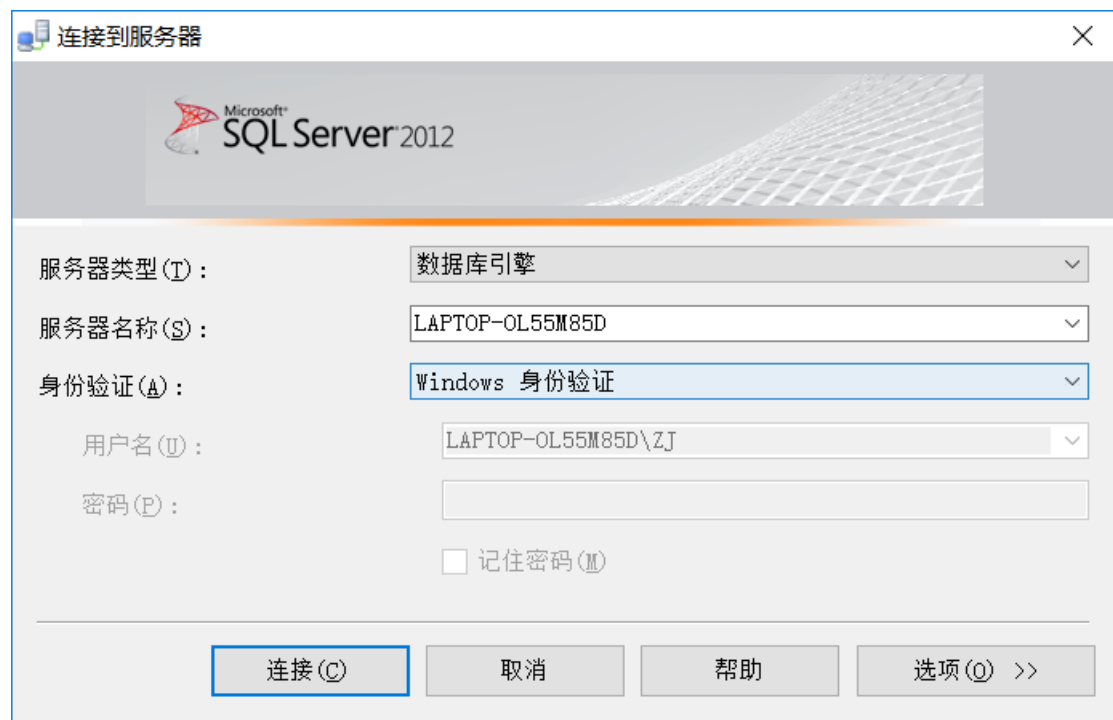 连接到服务器
Microsoft®
SQL Server® 2012
服务器类型(T)：
数据库引擎
服务器名称(S)：
LAPTOP-OL55M85D
身份验证(A)：
Windows 身份验证
用户名(U)：
LAPTOP-OL55M85D\ZJ
密码(P)：
记住密码(M)
连接(C)
取消
帮助
选项(O) >>